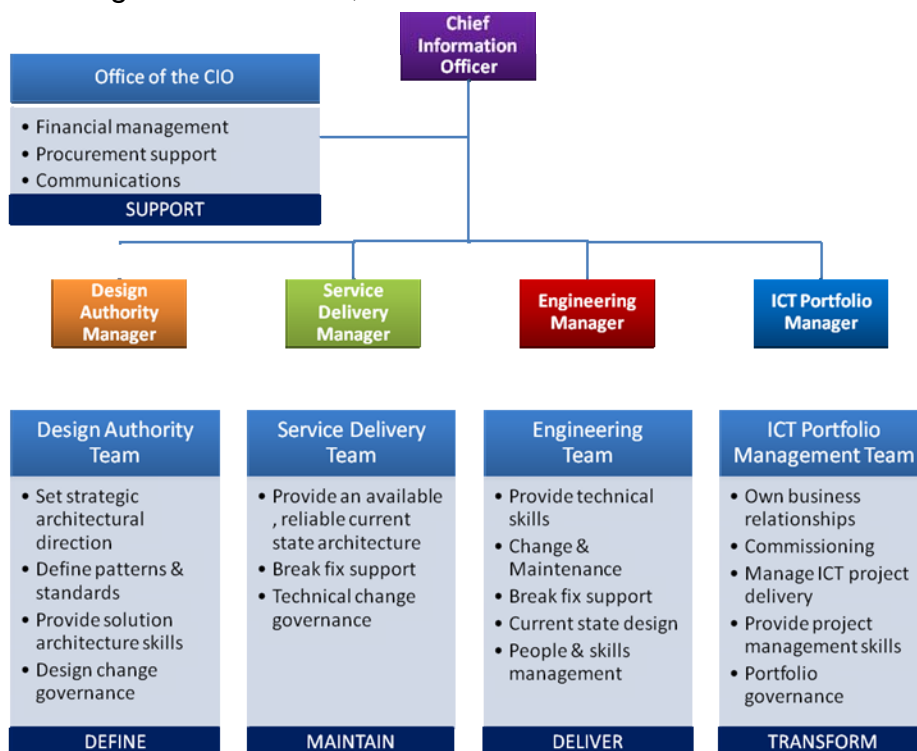 Chief
Information
Officer
Office of the CIO
• Financial management
• Procurement support
• Communications
SUPPORT
Design
Authority
Manager
Service
Delivery
Manager
Engineering
Manager
ICT Portfolio
Manager
Design Authority
Team
• Set strategic
architectural
direction
• Define patterns &
standards
• Provide solution
architecture skills
• Design change
governance
DEFINE
Service Delivery
Team
• Provide an available
, reliable current
state architecture
• Break fix support
• Technical change
governance
MAINTAIN
Engineering
Team
• Provide technical
skills
• Change &
Maintenance
• Break fix support
• Current state design
• People & skills
management
DELIVER
ICT Portfolio
Management Team
• Own business
relationships
• Commissioning
• Manage ICT project
delivery
• Provide project
management skills
• Portfolio
governance
TRANSFORM